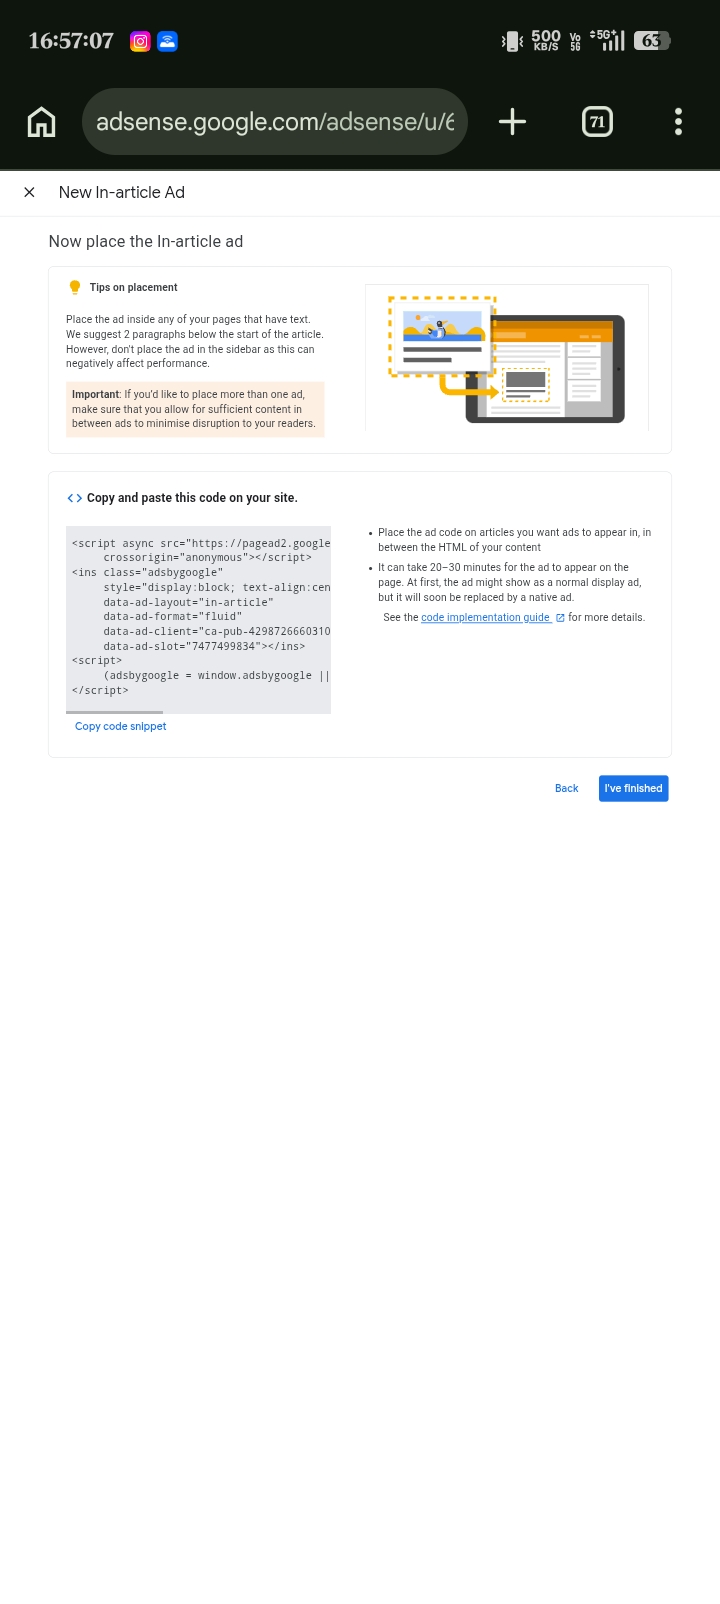 16:57:07
500 KB/S Vo 5G 5G+ 63
adsense.google.com/adsense/u/6
71
New In-article Ad
Now place the In-article ad
Tips on placement
Place the ad inside any of your pages that have text.
We suggest 2 paragraphs below the start of the article.
However, don't place the ad in the sidebar as this can
negatively affect performance.
Important: If you'd like to place more than one ad,
make sure that you allow for sufficient content in
between ads to minimise disruption to your readers.
Copy and paste this code on your site.
<script async src="https://pagead2.google
crossorigin="anonymous"></script>
<ins class="adsbygoogle"
style="display:block; text-align:cen
data-ad-layout="in-article"
data-ad-format="fluid"
data-ad-client="ca-pub-4298726660310
data-ad-slot="7477499834"></ins>
<script>
(adsbygoogle = window.adsbygoogle ||
</script>
Copy code snippet
• Place the ad code on articles you want ads to appear in, in
between the HTML of your content
• It can take 20–30 minutes for the ad to appear on the
page. At first, the ad might show as a normal display ad,
but it will soon be replaced by a native ad.
See the code implementation guide for more details.
Back
I've finished